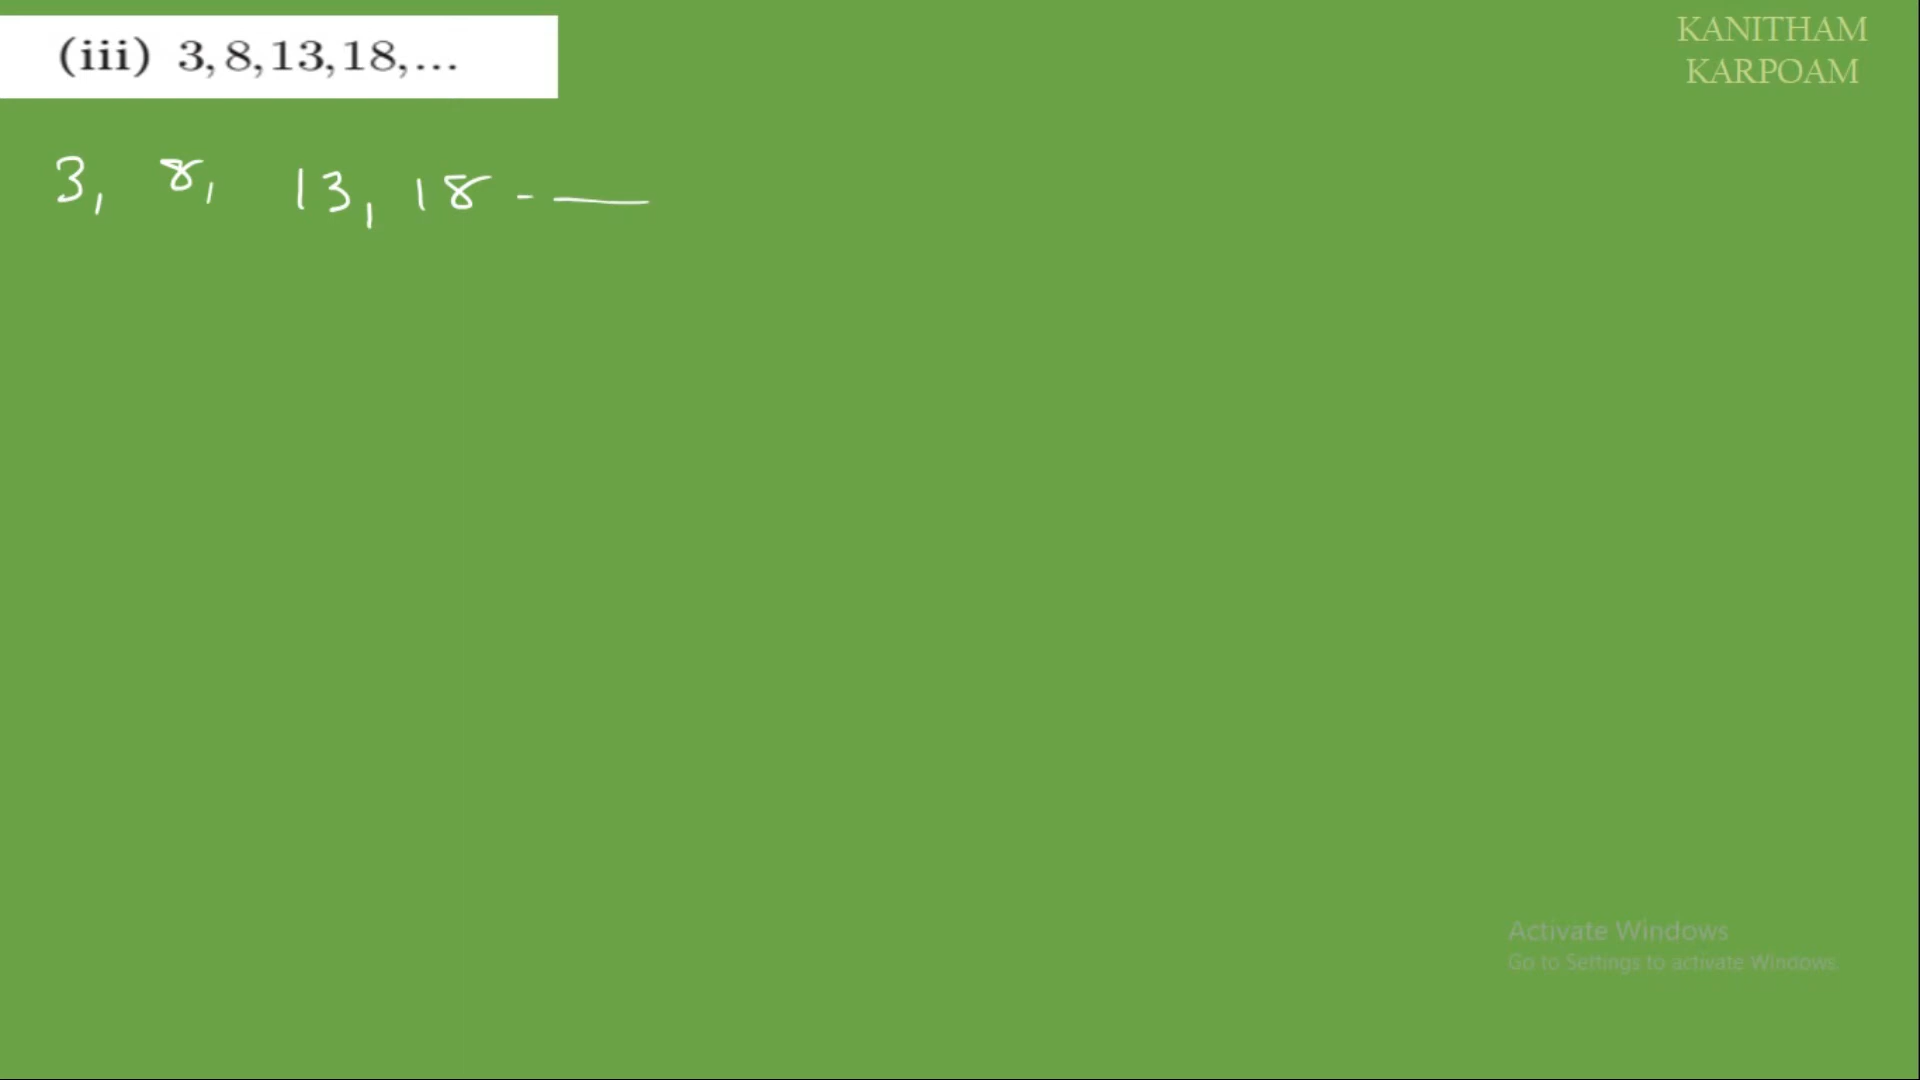 (iii) 3, 8, 13, 18, ...
KANITHAM
KARPOAM
3, 8, 13, 18 - —
Activate Windows
Go to Settings to activate Windows.